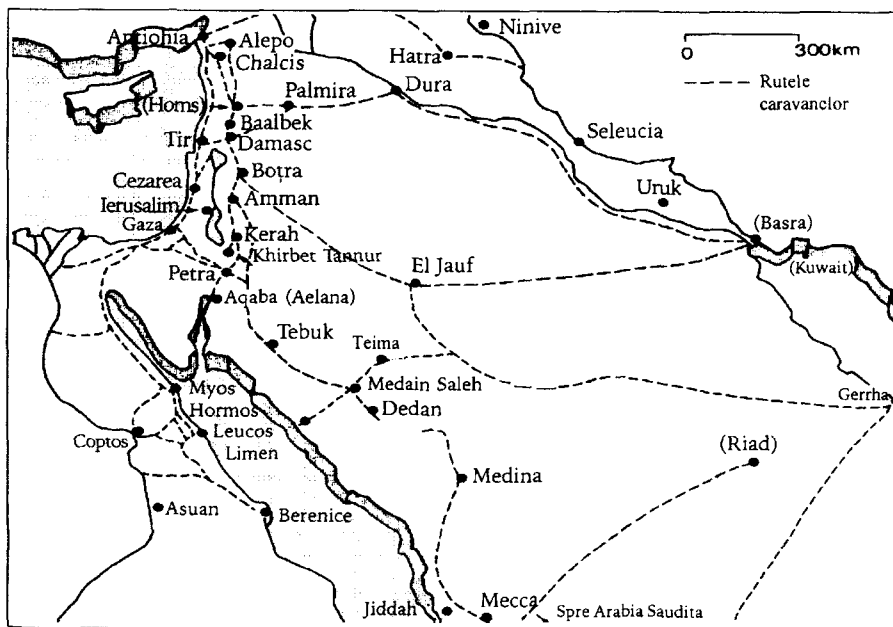 Ninive
Antiohia
Alepo
Hatra
0 300km
Chalcis
Palmira
Dura
Rutele
caravanclor
(Homs)
Baalbek
Tir
Damasc
Seleucia
Boțra
Cezarea
Amman
Uruk
Ierusalim
Gaza
(Basra)
Kerah
Khirbet Tannur
(Kuwait)
Petra
El Jauf
Aqaba (Aelana)
Tebuk
Teima
Myos
Hormos
Medain Saleh
Gerrha
Dedan
Coptos
Leucos
Limen
(Riad)
Medina
Asuan
Berenice
Jiddah
Mecca
Spre Arabia Saudita